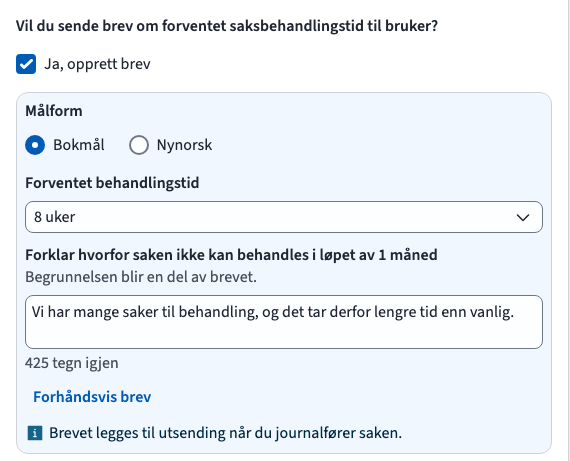 Vil du sende brev om forventet saksbehandlingstid til bruker?
Ja, opprett brev
Målform
Bokmål Nynorsk
Forventet behandlingstid
8 uker
Forklar hvorfor saken ikke kan behandles i løpet av 1 måned
Begrunnelsen blir en del av brevet.
Vi har mange saker til behandling, og det tar derfor lengre tid enn vanlig.
425 tegn igjen
Forhåndsvis brev
Brevet legges til utsending når du journalfører saken.